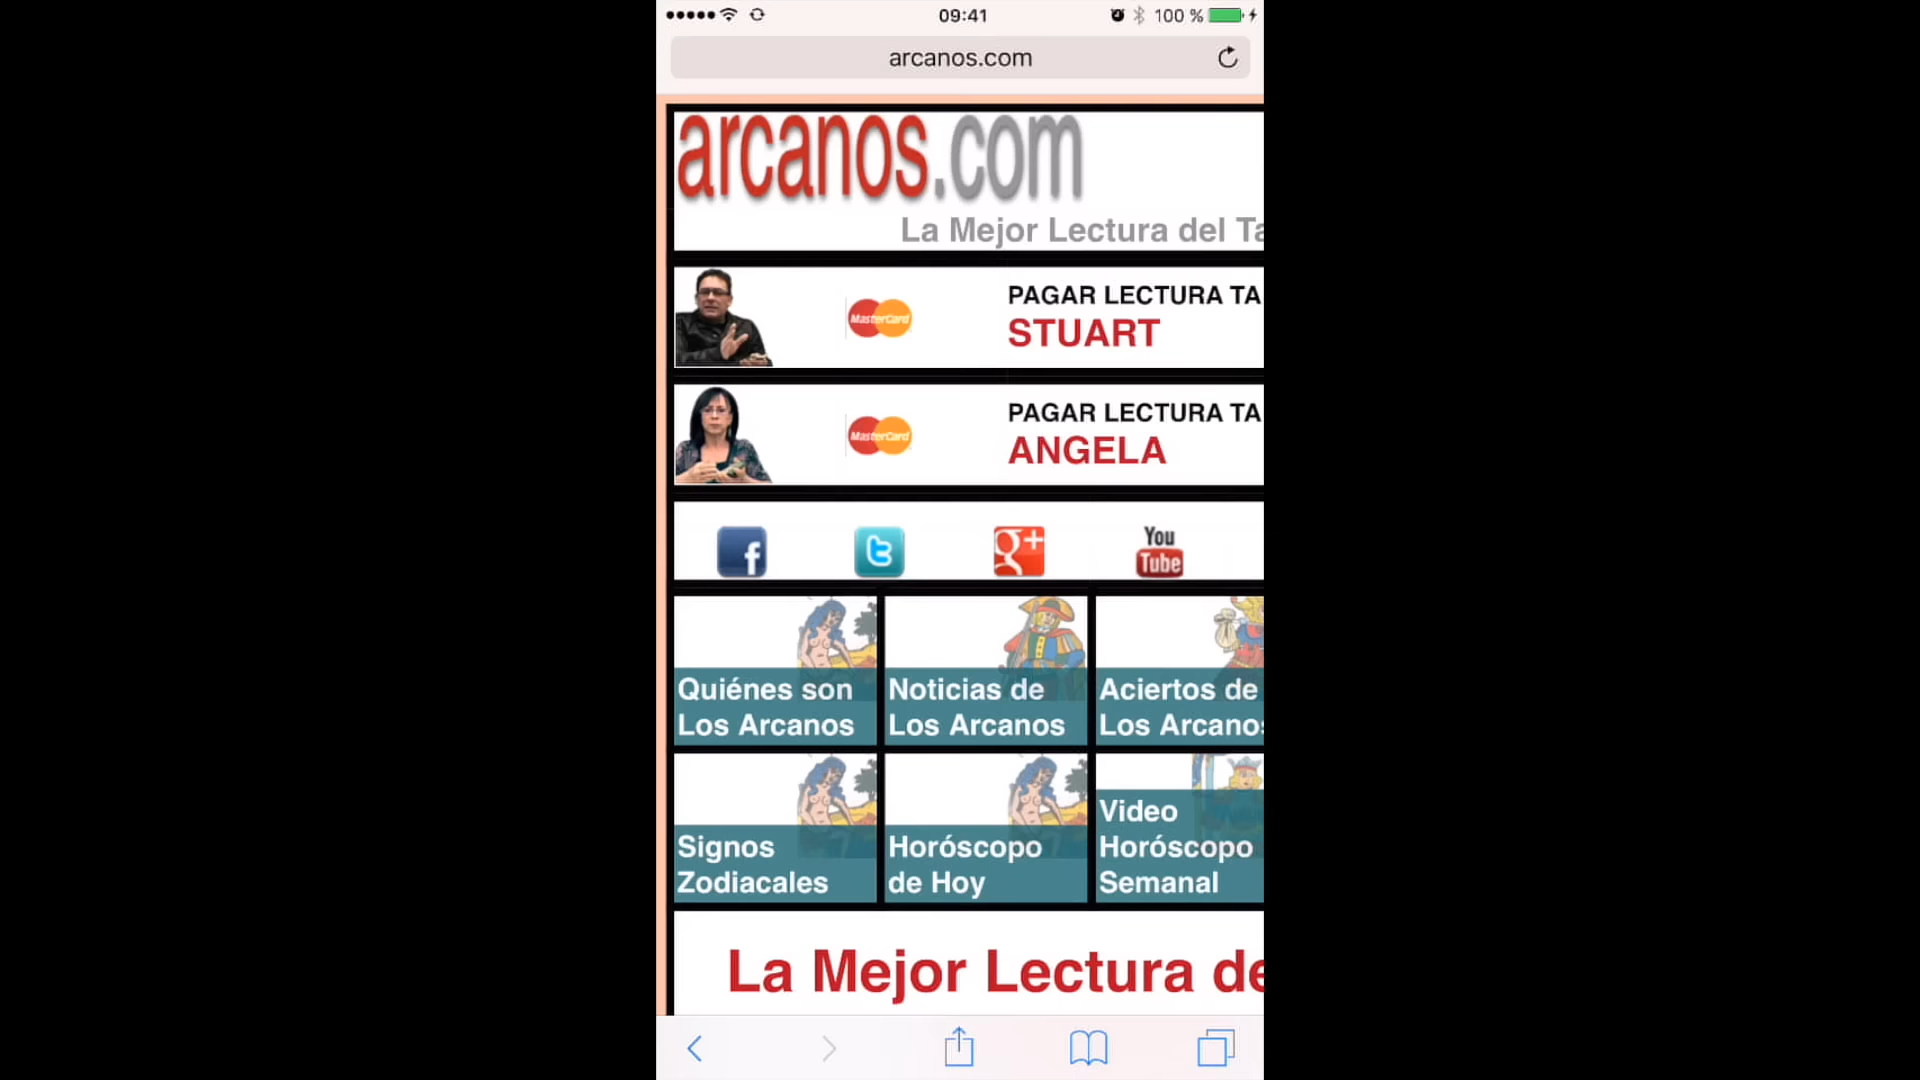 09:41
100 %
arcanos.com
arcanos.com
La Mejor Lectura del Ta
MasterCard
PAGAR LECTURA TA
STUART
MasterCard
PAGAR LECTURA TA
ANGELA
f
t
g+
You
Tube
Quiénes son
Los Arcanos
Noticias de
Los Arcanos
Aciertos de
Los Arcanos
Signos
Zodiacales
Horóscopo
de Hoy
Video
Horóscopo
Semanal
La Mejor Lectura de